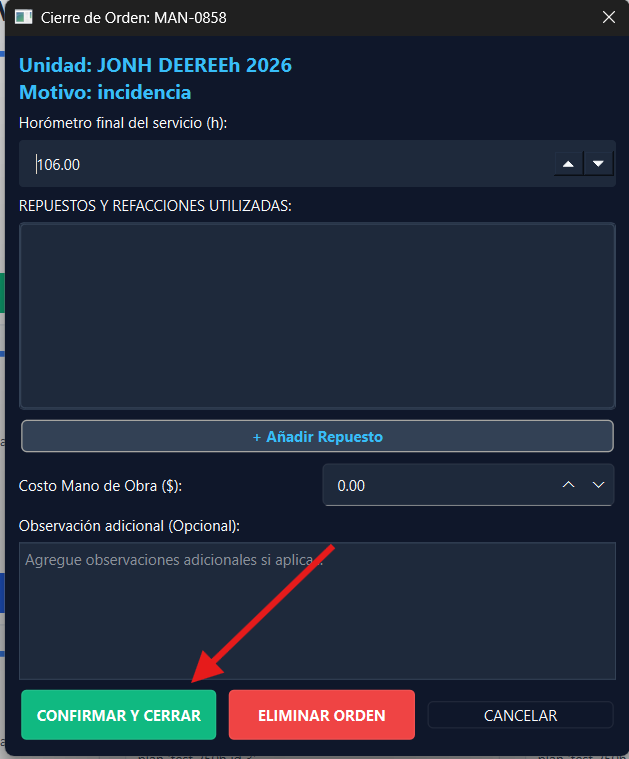 Cierre de Orden: MAN-0858
Unidad: JONH DEEREEh 2026
Motivo: incidencia
Horómetro final del servicio (h):
106.00
REPUESTOS Y REFACCIONES UTILIZADAS:
+ Añadir Repuesto
Costo Mano de Obra ($):
0.00
Observación adicional (Opcional):
Agregue observaciones adicionales si aplica...
CONFIRMAR Y CERRAR
ELIMINAR ORDEN
CANCELAR